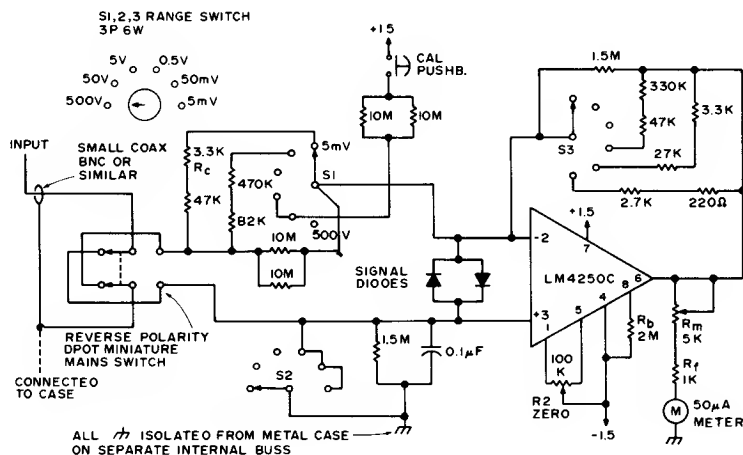 S1,2,3 RANGE SWITCH
3P 6W
5V
0.5V
50V
50mV
500V
5mV
+1.5
CAL
PUSHB.
10M
10M
1.5M
330K
3.3K
47K
S3
27K
2.7K
220Ω
INPUT
SMALL COAX
BNC OR
SIMILAR
3.3K
Rc
47K
470K
82K
5mV
S1
500V
10M
10M
SIGNAL
DIODES
+1.5
7
-2
LM4250C
6
+3
1
5
4
8
100
K
R2
ZERO
Rb
2M
-1.5
Rm
5K
Rf
1K
M
50µA
METER
REVERSE POLARITY
DPDT MINIATURE
MAINS SWITCH
S2
1.5M
0.1µF
CONNECTED
TO CASE
ALL ISOLATED FROM METAL CASE
ON SEPARATE INTERNAL BUSS